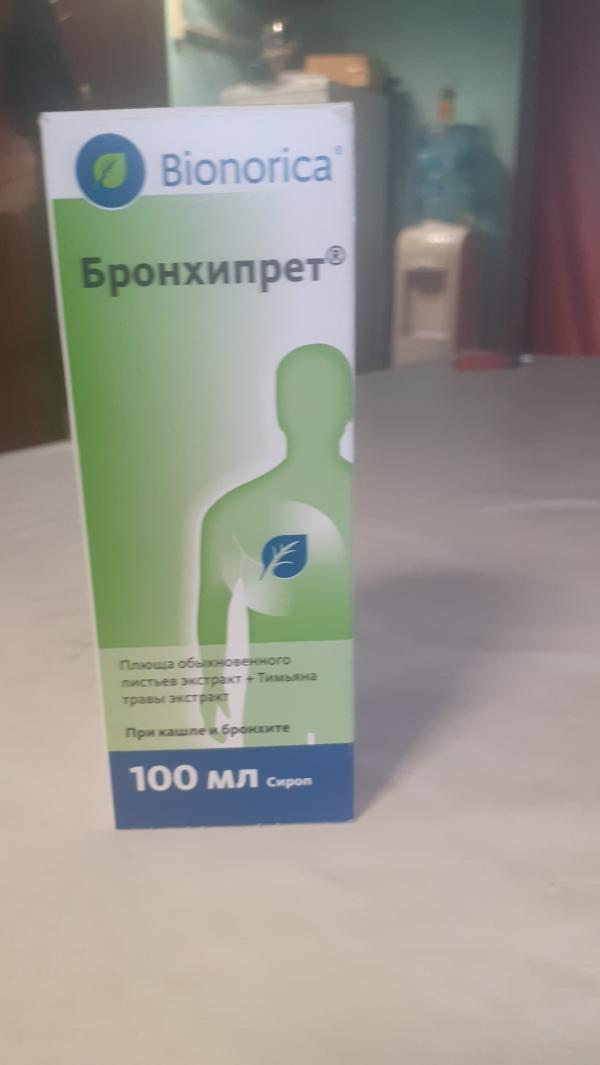 Bionorica®
Бронхипрет®
Плюща обыкновенного
листьев экстракт + Тимьяна
травы экстракт
При кашле и бронхите
100 мл Сироп